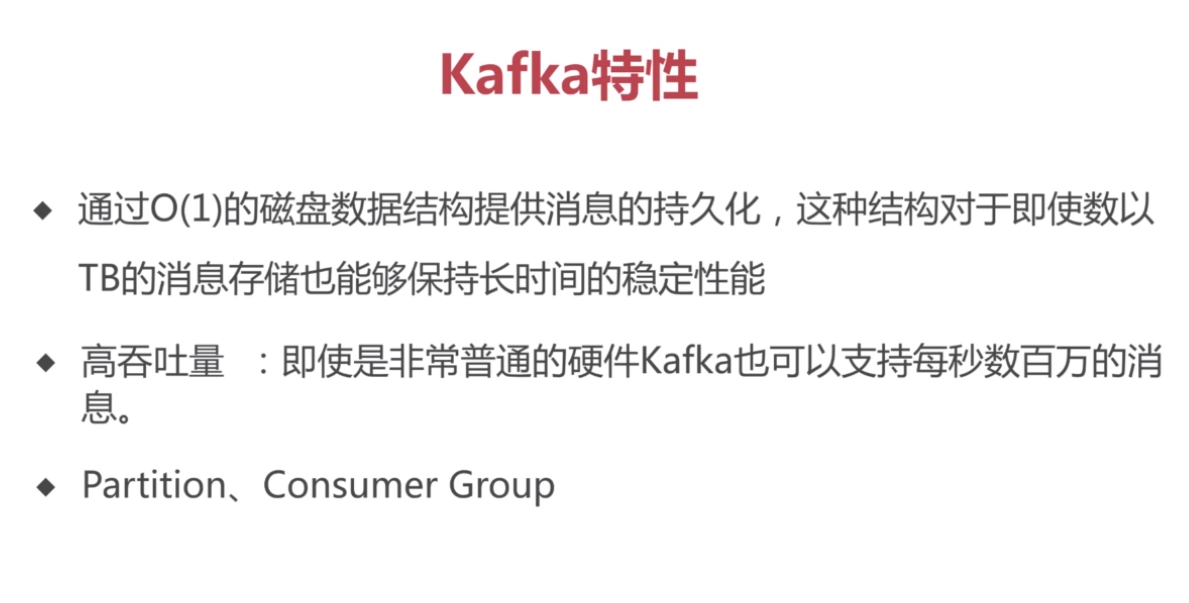 Kafka特性
◆ 通过O(1)的磁盘数据结构提供消息的持久化，这种结构对于即使数以
TB的消息存储也能够保持长时间的稳定性能
◆ 高吞吐量 ：即使是非常普通的硬件Kafka也可以支持每秒数百万的消
息。
◆ Partition、Consumer Group